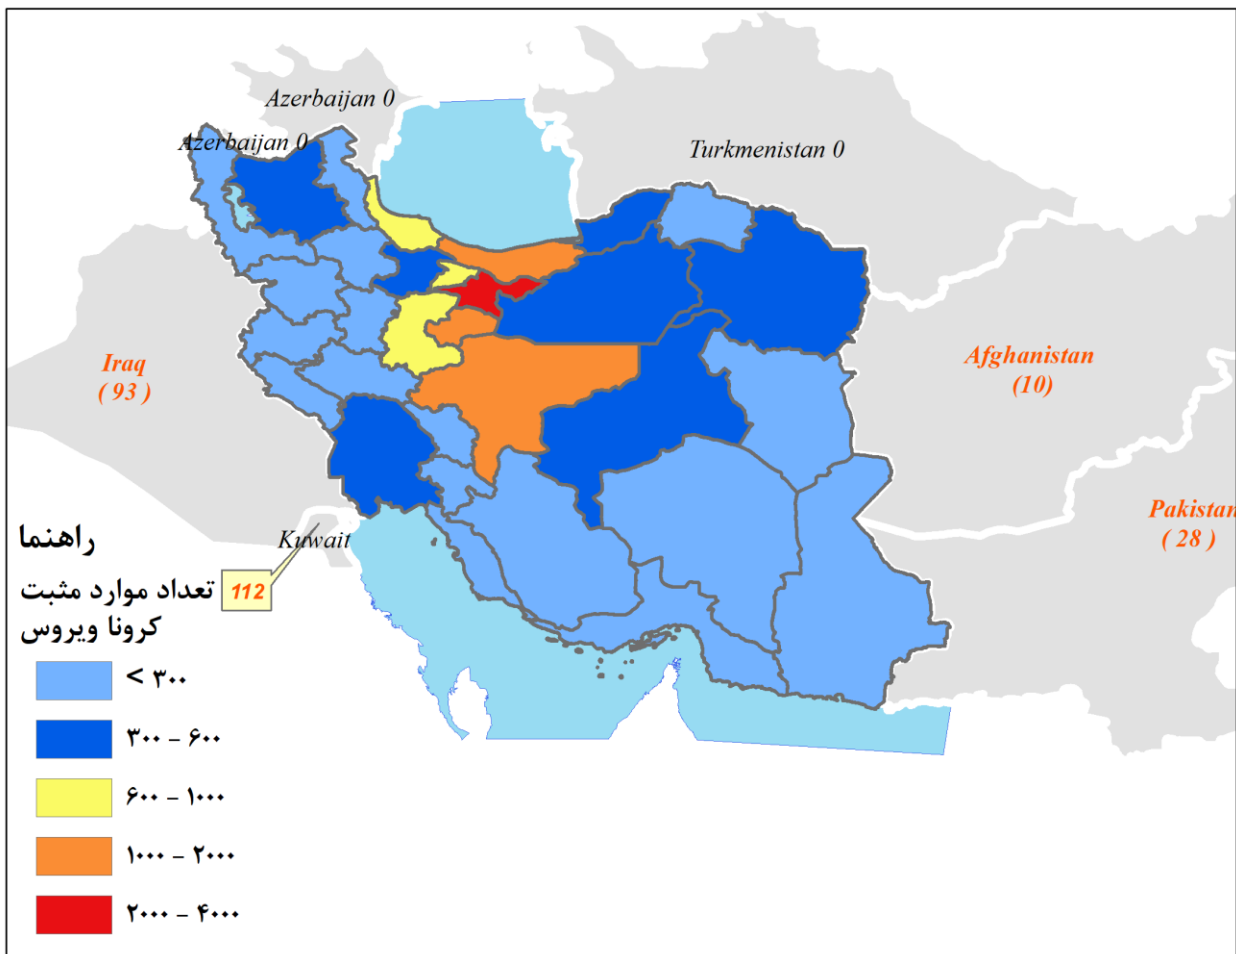 Azerbaijan 0
Azerbaijan 0
Turkmenistan 0
Iraq
( 93 )
Afghanistan
(10)
Pakistan
( 28 )
Kuwait
112
راهنما
تعداد موارد مثبت
کرونا ویروس
< ۳۰۰
۳۰۰ – ۶۰۰
۶۰۰ – ۱۰۰۰
۱۰۰۰ – ۲۰۰۰
۲۰۰۰ – ۴۰۰۰